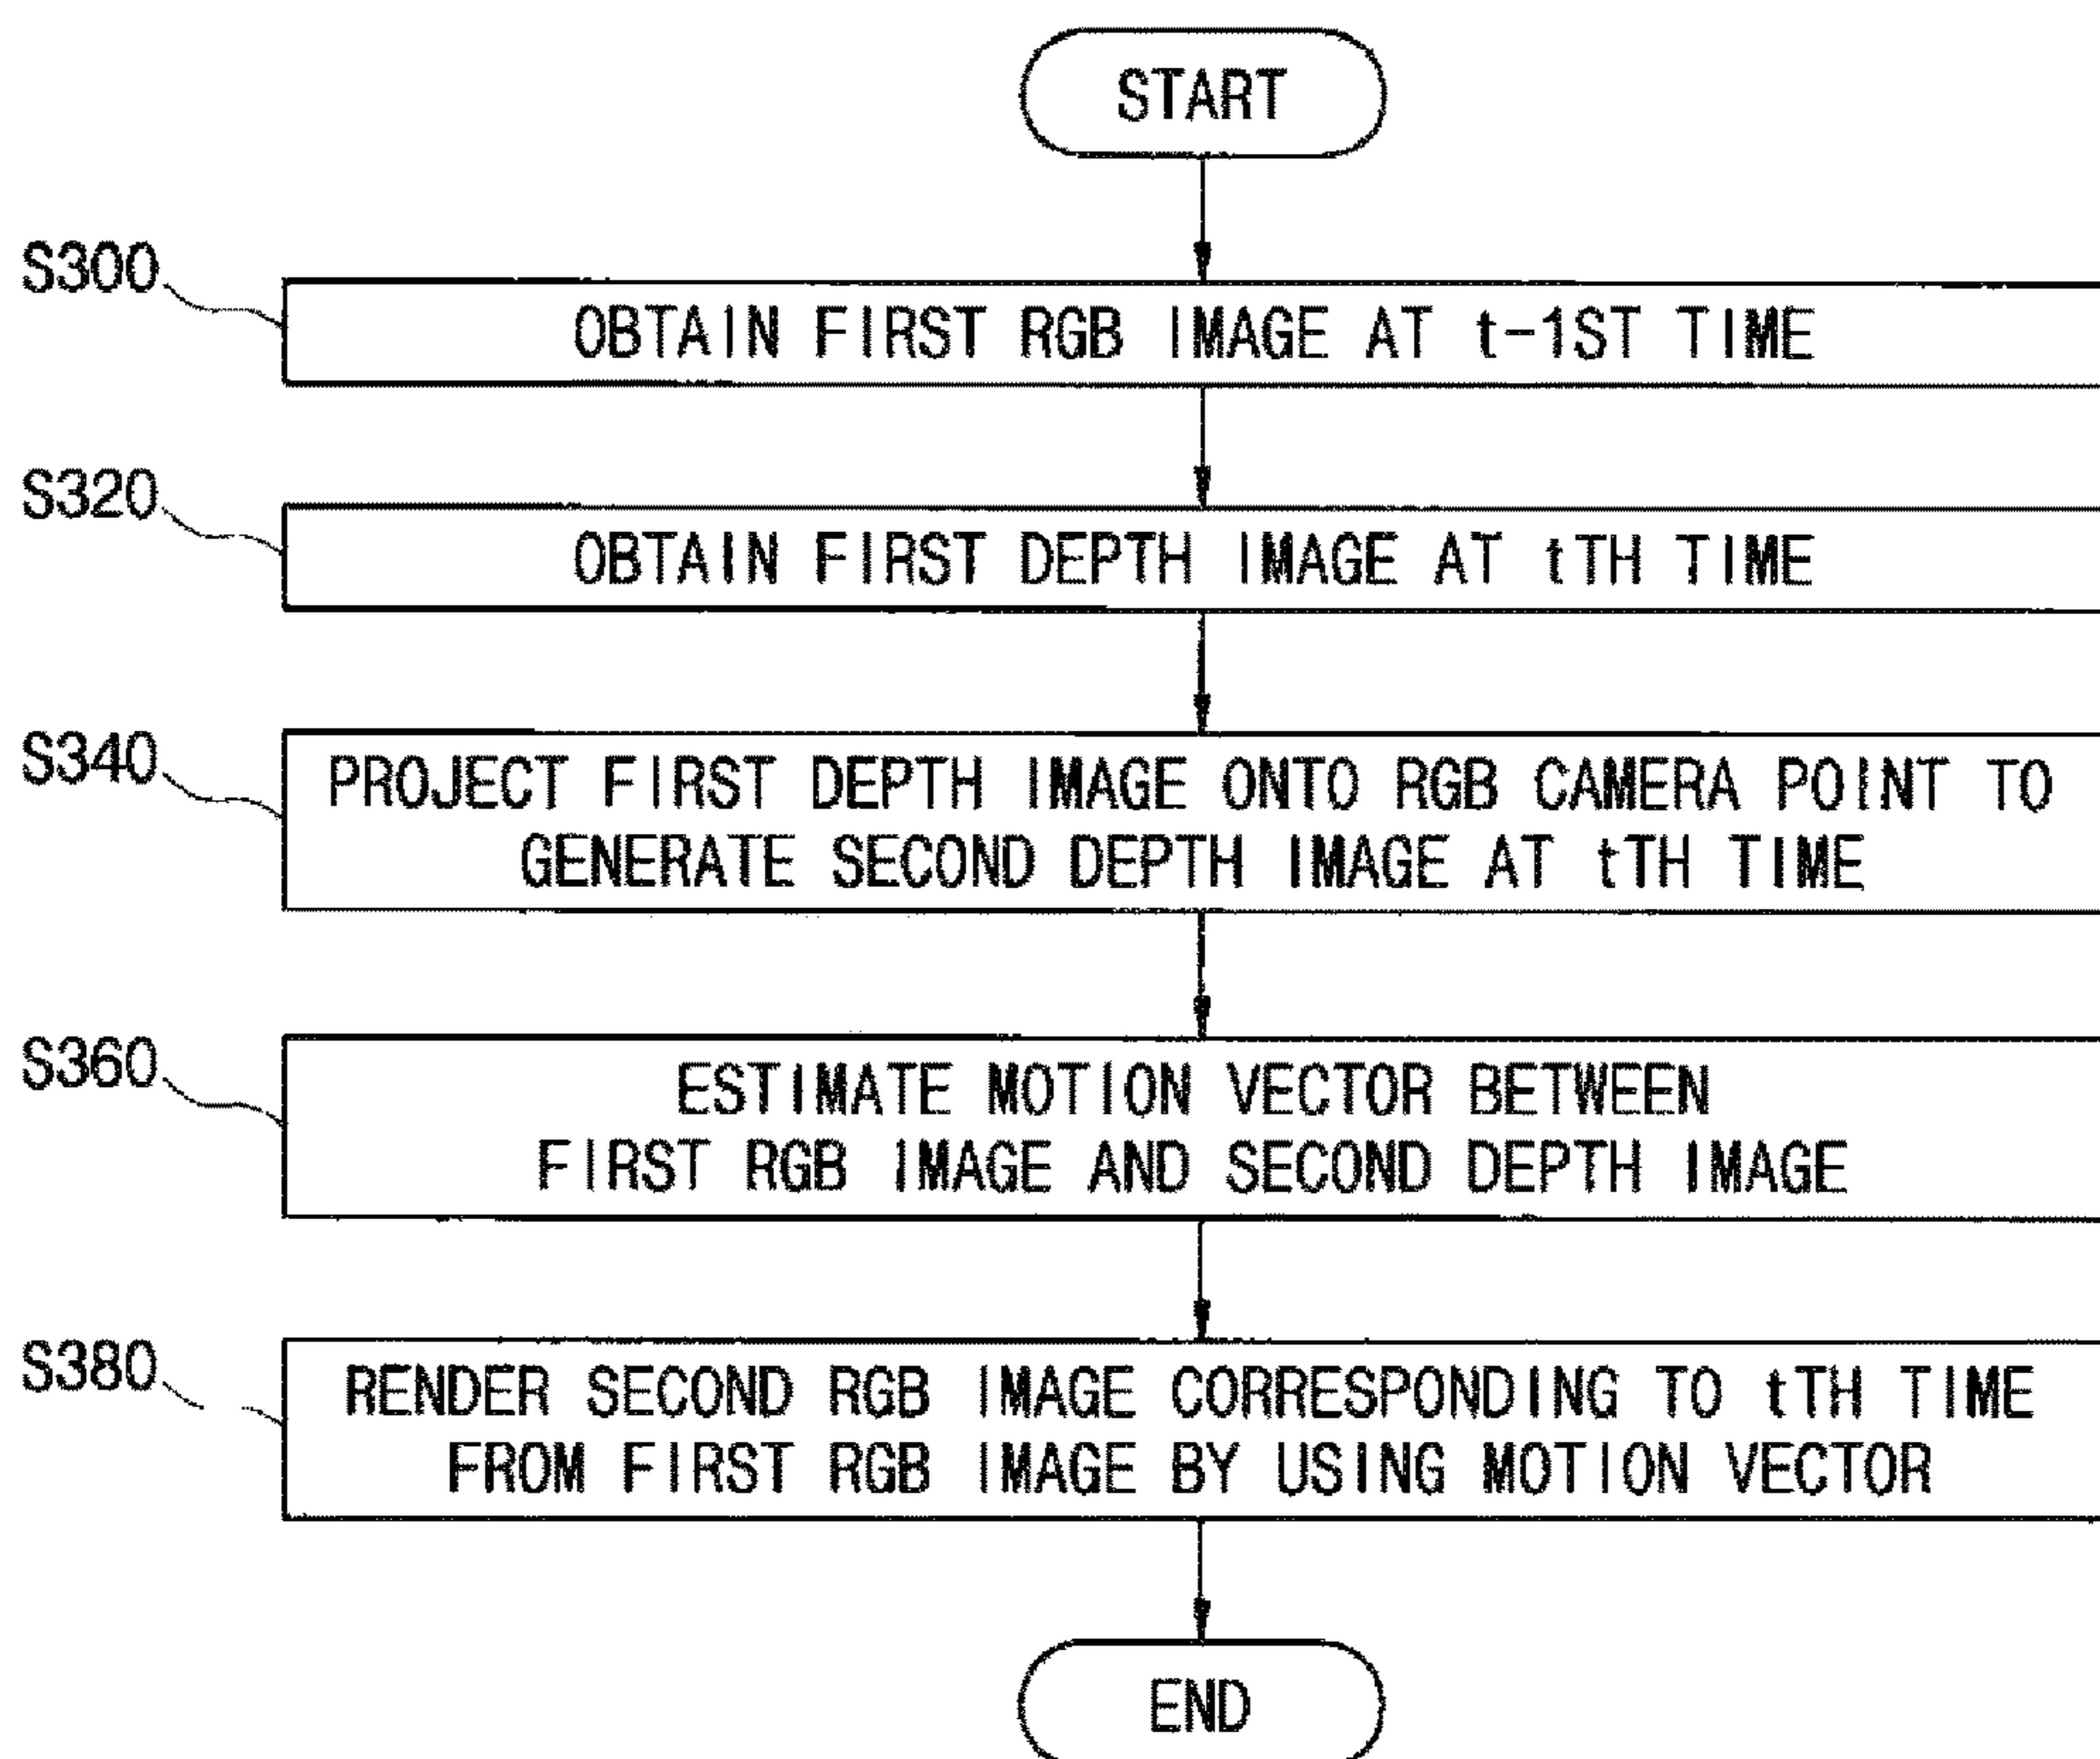 START
S300
OBTAIN FIRST RGB IMAGE AT t-1ST TIME
S320
OBTAIN FIRST DEPTH IMAGE AT tTH TIME
S340
PROJECT FIRST DEPTH IMAGE ONTO RGB CAMERA POINT TO
GENERATE SECOND DEPTH IMAGE AT tTH TIME
S360
ESTIMATE MOTION VECTOR BETWEEN
FIRST RGB IMAGE AND SECOND DEPTH IMAGE
S380
RENDER SECOND RGB IMAGE CORRESPONDING TO tTH TIME
FROM FIRST RGB IMAGE BY USING MOTION VECTOR
END